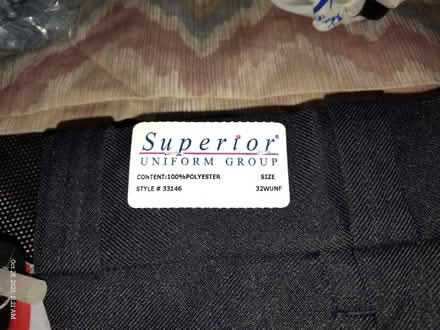 Superior®
UNIFORM GROUP
CONTENT:100%POLYESTER SIZE
STYLE # 33146 32WUNF